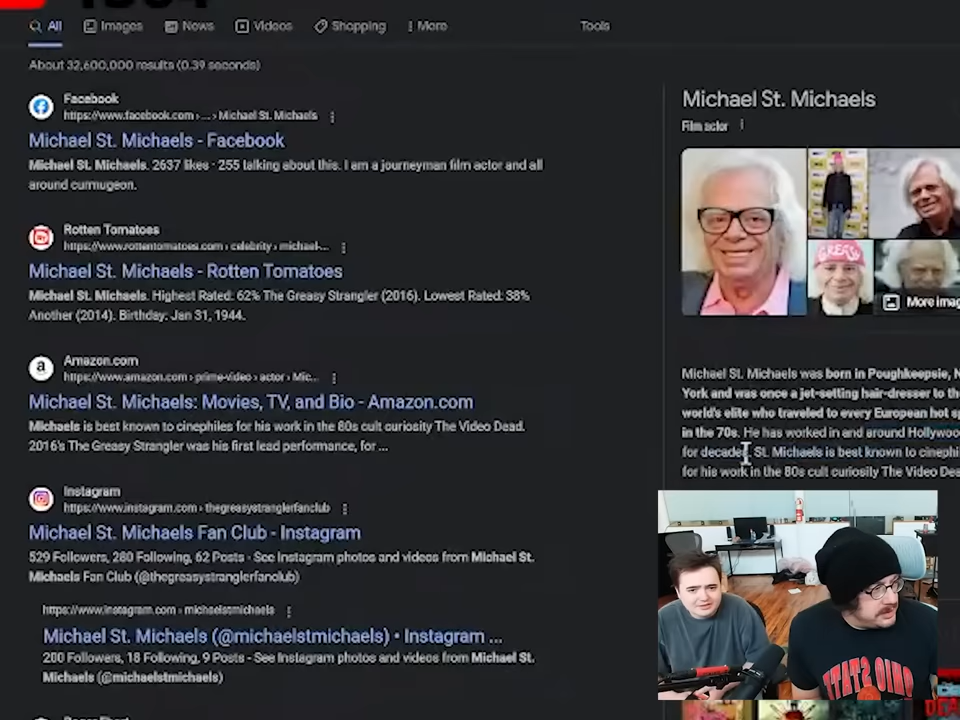 1564
All
Images
News
Videos
Shopping
More
Tools
About 32,600,000 results (0.39 seconds)
Facebook
https://www.facebook.com › ... › Michael St. Michaels
Michael St. Michaels - Facebook
Michael St. Michaels. 2637 likes · 255 talking about this. I am a journeyman film actor and all
around curmugeon.
Rotten Tomatoes
https://www.rottentomatoes.com › celebrity › michael-...
Michael St. Michaels - Rotten Tomatoes
Michael St. Michaels. Highest Rated: 62% The Greasy Strangler (2016). Lowest Rated: 38%
Another (2014). Birthday: Jan 31, 1944.
Amazon.com
https://www.amazon.com › prime-video › actor › Mic...
Michael St. Michaels: Movies, TV, and Bio - Amazon.com
Michaels is best known to cinephiles for his work in the 80s cult curiosity The Video Dead.
2016's The Greasy Strangler was his first lead performance, for ...
Instagram
https://www.instagram.com › thegreasystranglerfanclub
Michael St. Michaels Fan Club - Instagram
529 Followers, 280 Following, 62 Posts - See Instagram photos and videos from Michael St.
Michaels Fan Club (@thegreasystranglerfanclub)
https://www.instagram.com › michaelstmichaels
Michael St. Michaels (@michaelstmichaels) • Instagram ...
200 Followers, 18 Following, 9 Posts - See Instagram photos and videos from Michael St.
Michaels (@michaelstmichaels)
Michael St. Michaels
Film actor
GREASY
More imag
Michael St. Michaels was born in Poughkeepsie, N
York and was once a jet-setting hair-dresser to the
world's elite who traveled to every European hot s
in the 70s. He has worked in and around Hollywoo
for decades. St. Michaels is best known to cinephi
for his work in the 80s cult curiosity The Video Dea
OHIO STATE